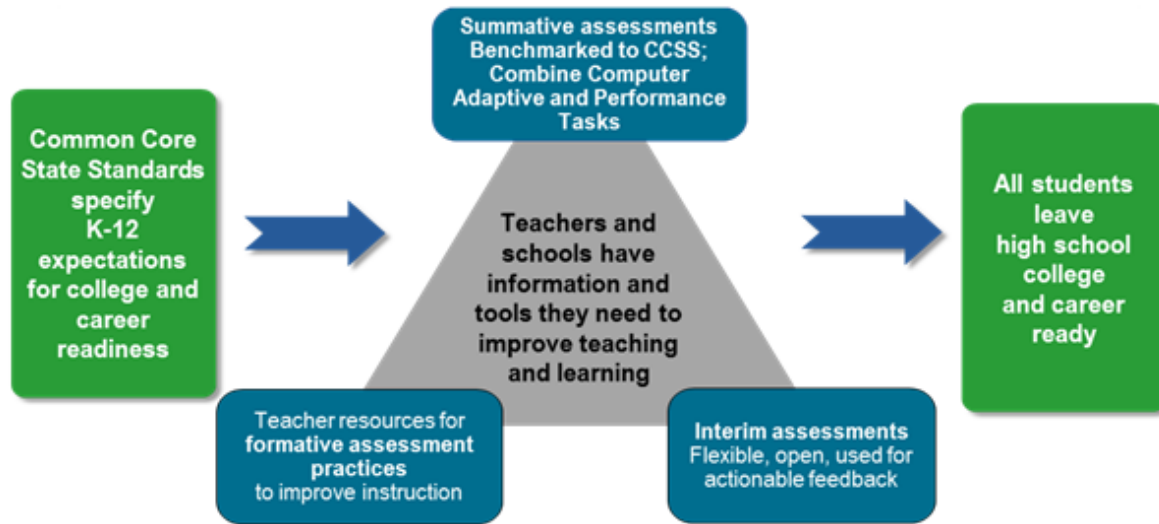 Common Core
State Standards
specify
K-12
expectations
for college and
career
readiness
Summative assessments
Benchmarked to CCSS;
Combine Computer
Adaptive and Performance
Tasks
Teachers and
schools have
information and
tools they need to
improve teaching
and learning
Teacher resources for
formative assessment
practices
to improve instruction
Interim assessments
Flexible, open, used for
actionable feedback
All students
leave
high school
college
and career
ready